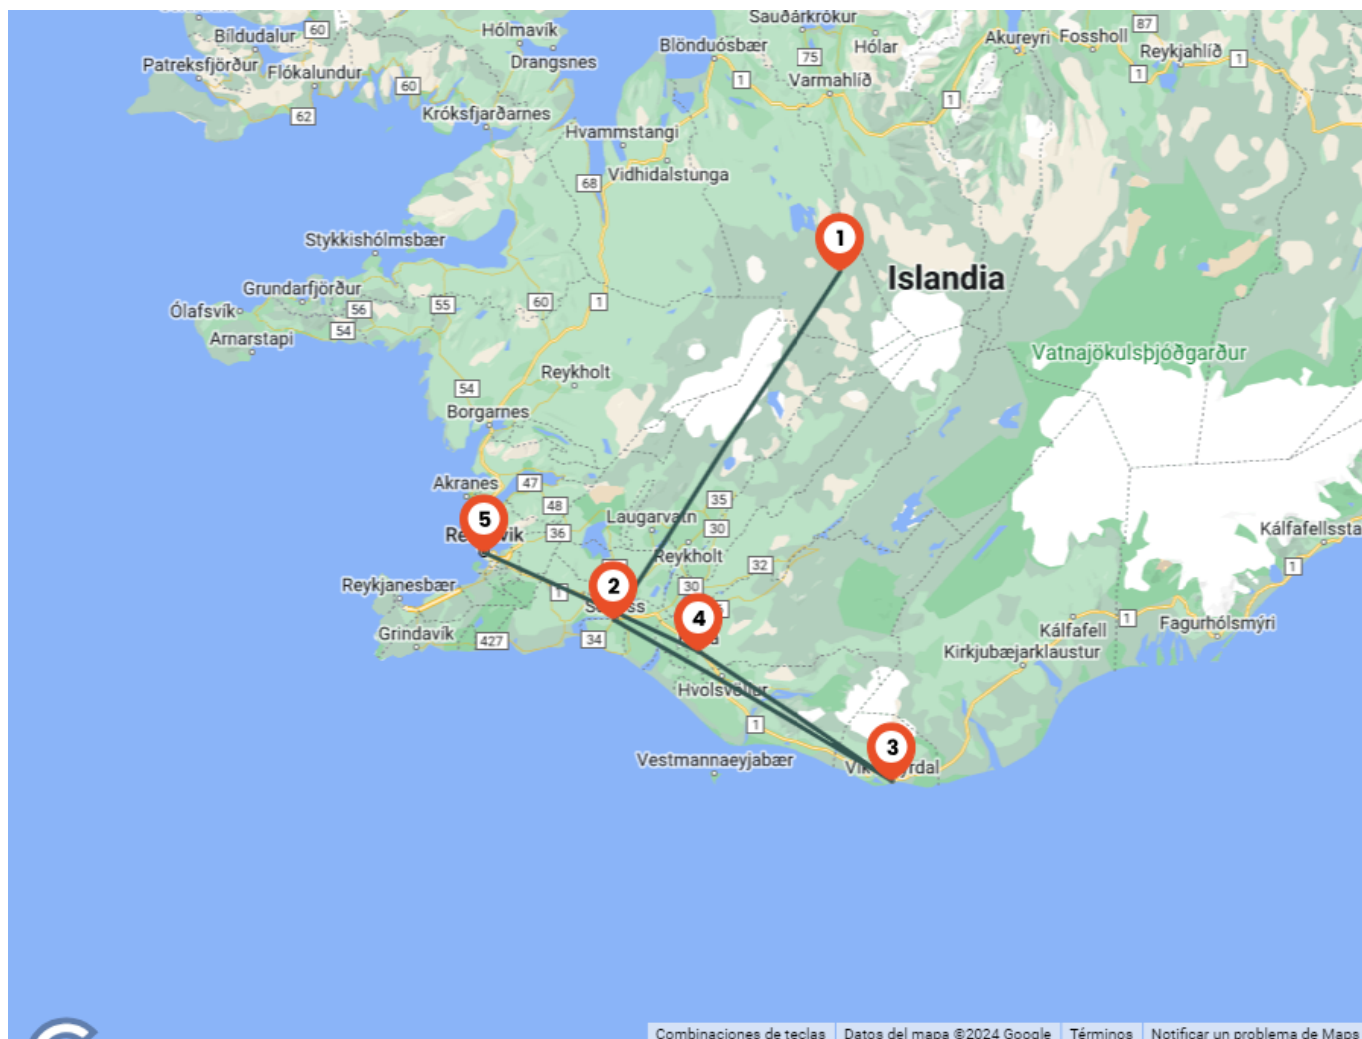 Sauðárkrókur
87
60
Bíldudalur
Hólmavík
Akureyri
Fossholl
Blönduósbær
Hólar
Reykjahlíð
1
Patreksfjörður
Flókalundur
Drangsnes
75
1
Varmahlíð
1
60
1
62
Króksfjarðarnes
Hvammstangi
Vidhidalstunga
68
Stykkishólmsbær
1
Islandia
Grundarfjörður
Ólafsvík
56
55
60
1
54
Arnarstapi
Vatnajökulsþjóðgarður
Reykholt
54
Borgarnes
Akranes
47
35
48
Laugarvatn
5
36
30
Kálfafellssta
Reykholt
32
1
Reykjanesbær
30
1
2
4
Grindavík
427
34
Kálfafell
1
Fagurhólsmýri
Kirkjubæjarklaustur
Hvolsvöllur
1
3
Vestmannaeyjabær
Combinaciones de teclas
Datos del mapa ©2024 Google
Términos
Notificar un problema de Maps